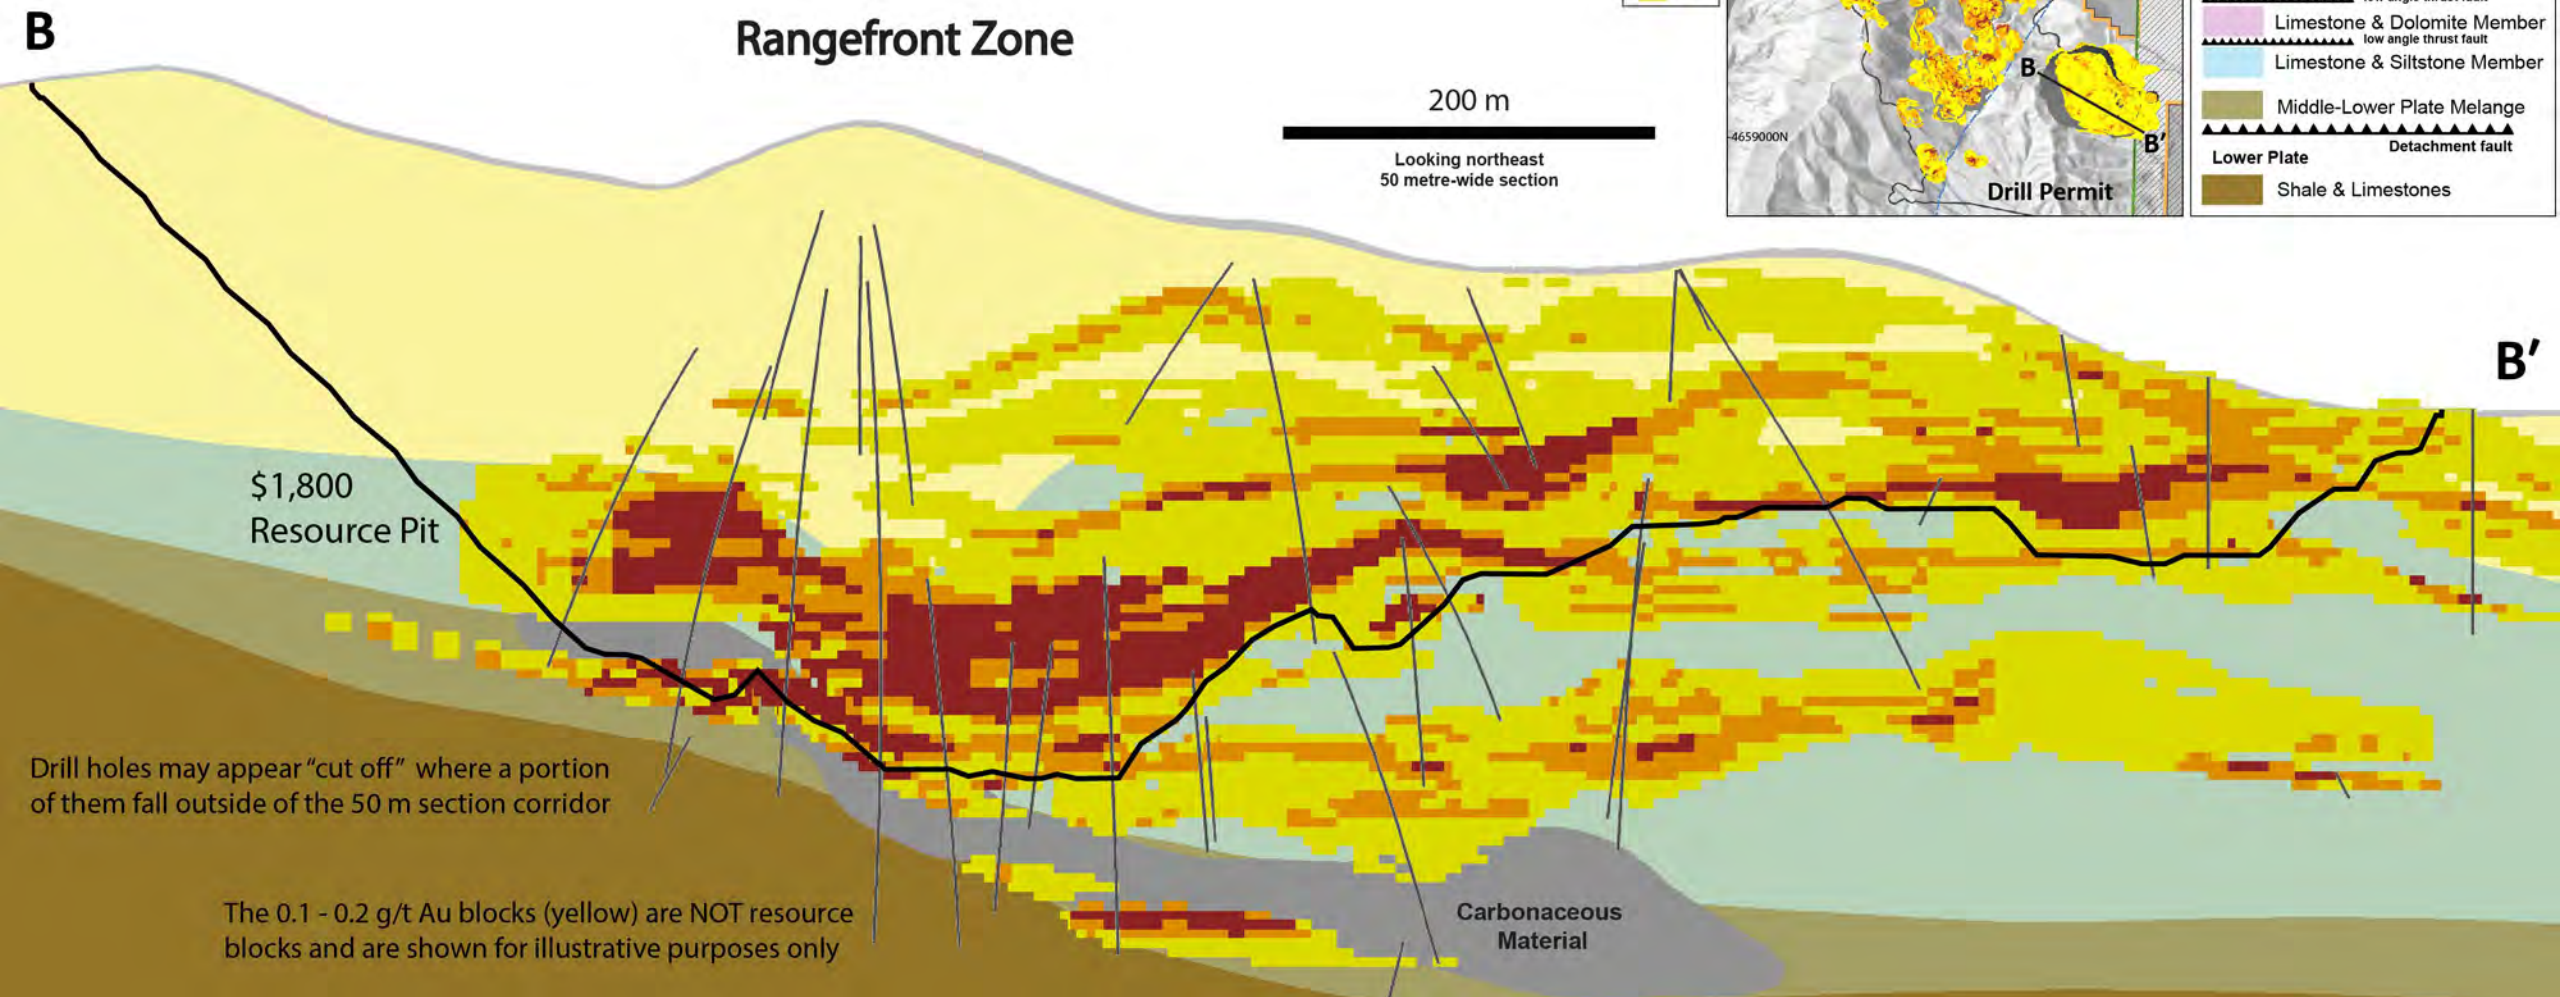 B
Rangefront Zone
200 m
Looking northeast
50 metre-wide section
B
B'
4659000N
Drill Permit
Limestone & Dolomite Member
low angle thrust fault
Limestone & Siltstone Member
Middle-Lower Plate Melange
Detachment fault
Lower Plate
Shale & Limestones
B'
$1,800
Resource Pit
Drill holes may appear "cut off" where a portion
of them fall outside of the 50 m section corridor
The 0.1 - 0.2 g/t Au blocks (yellow) are NOT resource
blocks and are shown for illustrative purposes only
Carbonaceous
Material